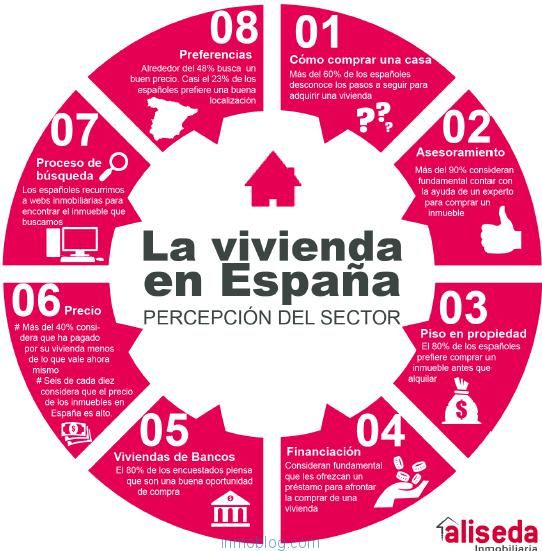 La vivienda
en España
PERCEPCIÓN DEL SECTOR
01
Cómo comprar una casa
Más del 60% de los españoles
desconoce los pasos a seguir para
adquirir una vivienda
???
02
Asesoramiento
Más del 90% consideran
fundamental contar con
la ayuda de un experto
para comprar un
inmueble
03
Piso en propiedad
El 80% de los españoles
prefiere comprar un
inmueble antes que
alquilar
$
04
Financiación
Consideran fundamental
que les ofrezcan un
préstamo para afrontar
la comprar de una
vivienda
05
Viviendas de Bancos
El 80% de los encuestados piensa
que son una buena oportunidad
de compra
06 Precio
# Más del 40% consi-
dera que ha pagado
por su vivienda menos
de lo que vale ahora
mismo
# Seis de cada diez
considera que el precio
de los inmuebles en
España es alto
07
Proceso de
búsqueda
Los españoles recurrimos
a webs inmobiliarias para
encontrar el inmueble que
buscamos
08
Preferencias
Alrededor del 48% busca un
buen precio. Casi el 23% de los
españoles prefiere una buena
localización
aliseda
Inmobiliaria
inmoblog.com